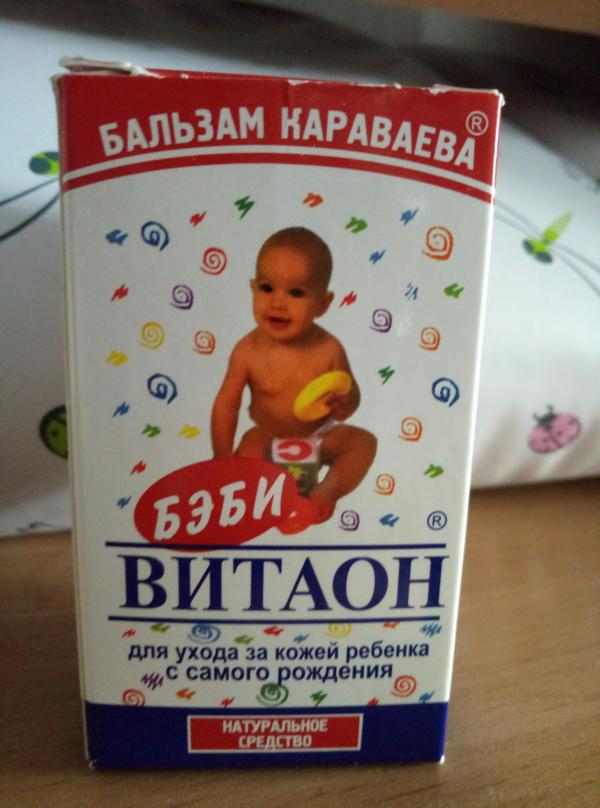 БАЛЬЗАМ КАРАВАЕВА ®
БЭБИ
®
ВИТАОН
для ухода за кожей ребенка
с самого рождения
НАТУРАЛЬНОЕ
СРЕДСТВО